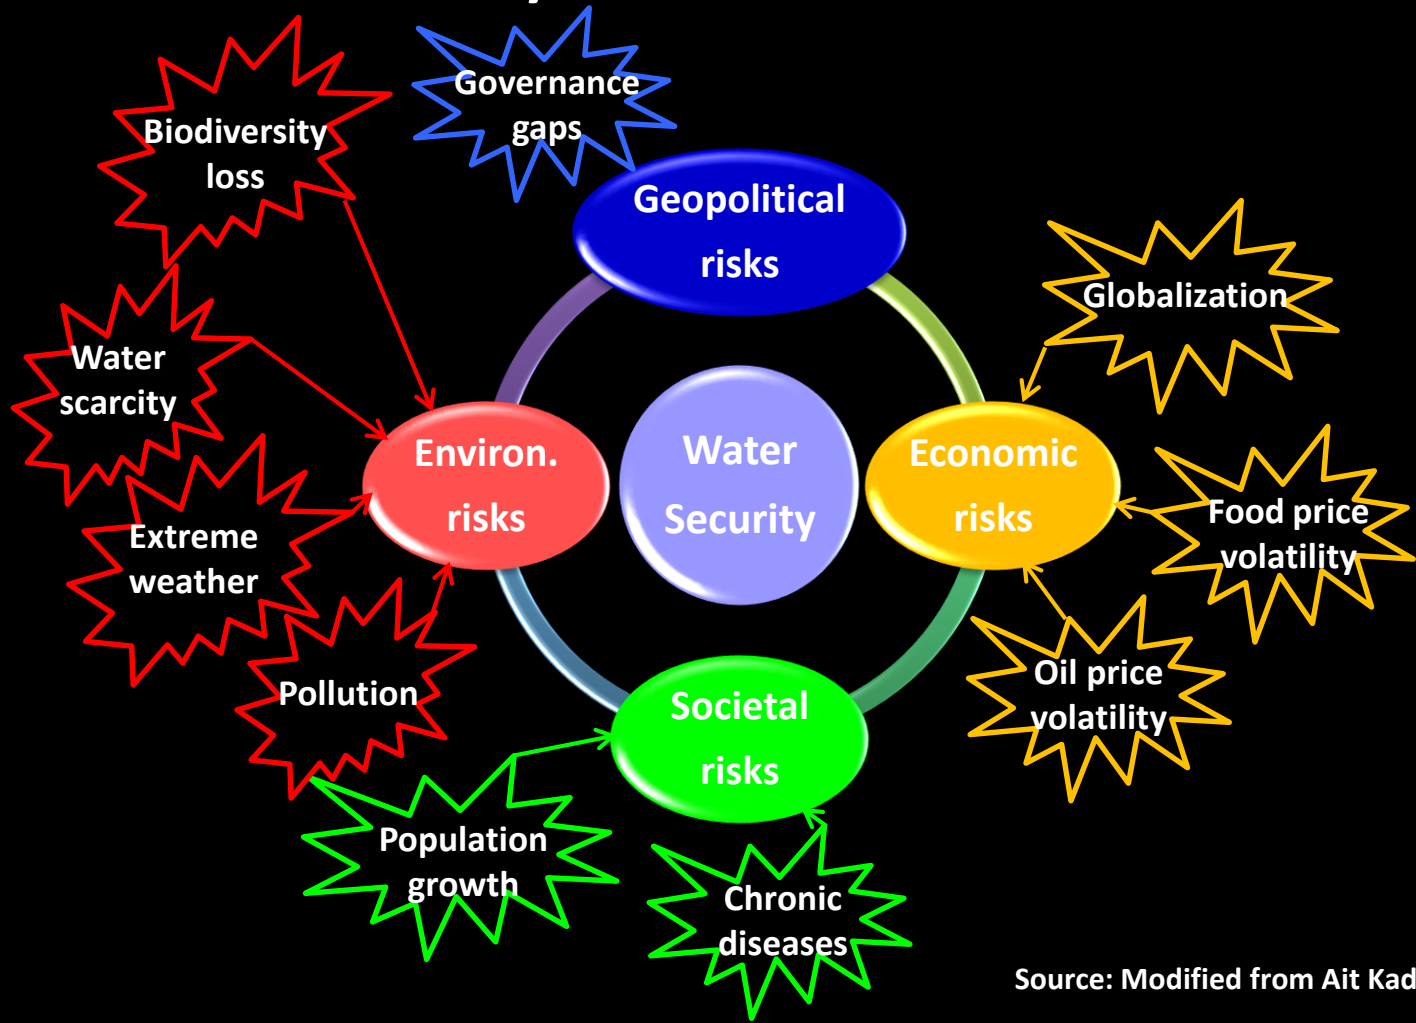 Governance
gaps
Biodiversity
loss
Geopolitical
risks
Globalization
Water
scarcity
Environ.
risks
Water
Security
Economic
risks
Extreme
weather
Food price
volatility
Pollution
Societal
risks
Oil price
volatility
Population
growth
Chronic
diseases
Source: Modified from Ait Kad